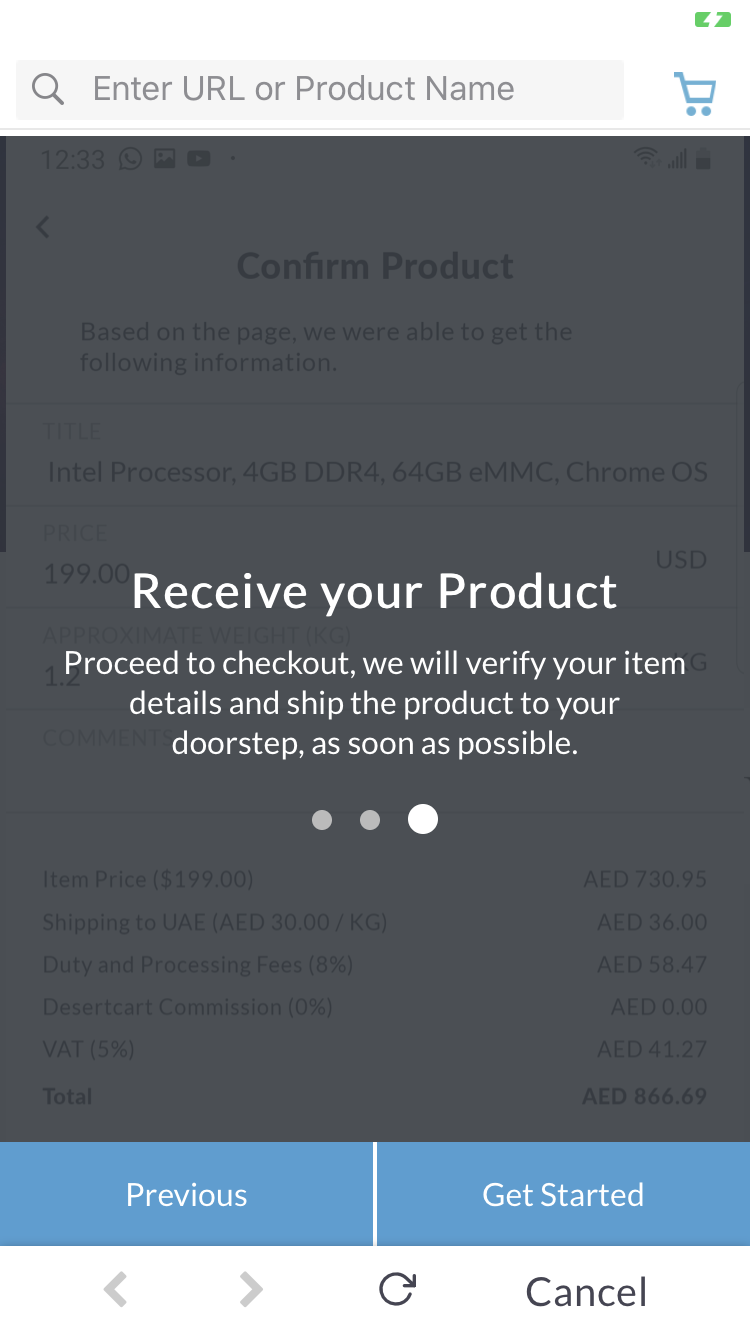 Enter URL or Product Name
12:33
Confirm Product
Based on the page, we were able to get the
following information.
TITLE
Intel Processor, 4GB DDR4, 64GB eMMC, Chrome OS
PRICE
199.00
USD
Receive your Product
APPROXIMATE WEIGHT (KG)
1.2
KG
Proceed to checkout, we will verify your item
details and ship the product to your
doorstep, as soon as possible.
COMMENTS
Item Price ($199.00) AED 730.95
Shipping to UAE (AED 30.00 / KG) AED 36.00
Duty and Processing Fees (8%) AED 58.47
Desertcart Commission (0%) AED 0.00
VAT (5%) AED 41.27
Total AED 866.69
Previous Get Started
Cancel